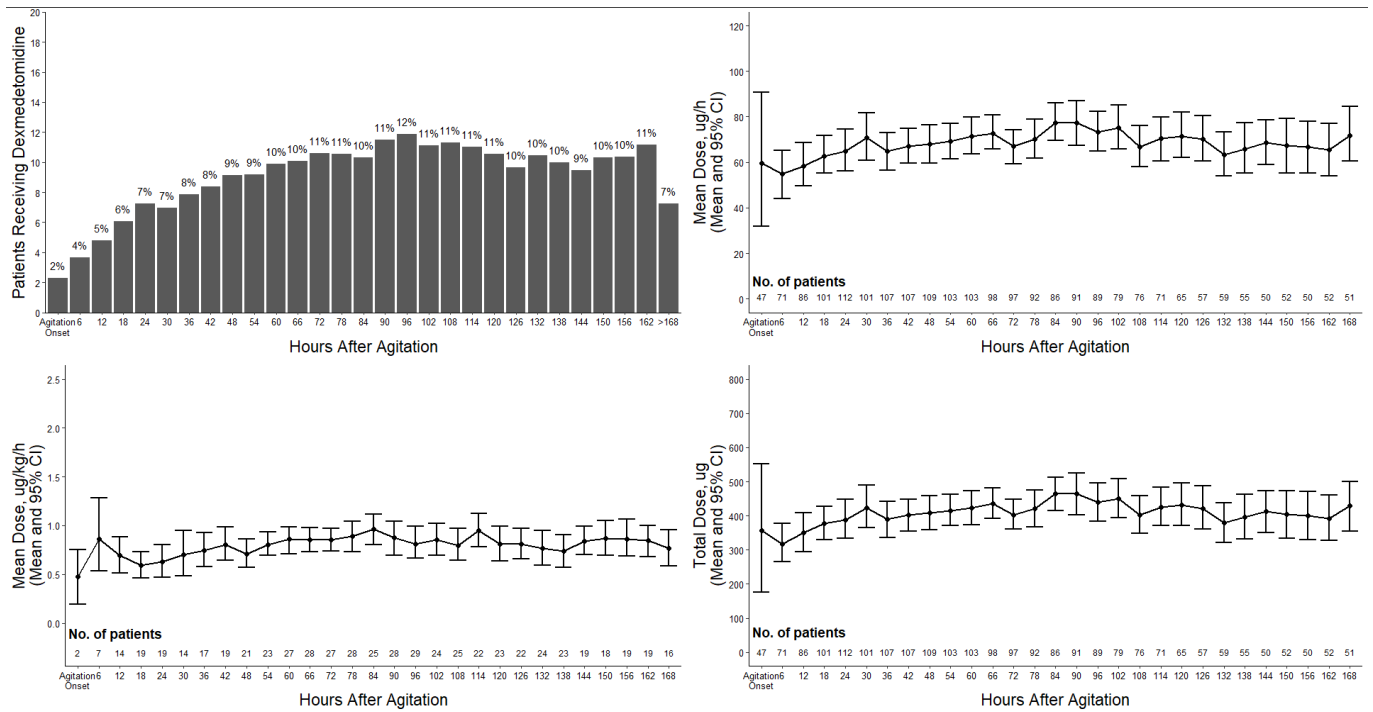 Patients Receiving Dexmedetomidine
20
18
16
14
12
10
8
6
4
2
0
2% 4% 5% 6% 7% 7% 8% 8% 9% 9% 10% 10% 11% 11% 10% 11% 12% 11% 11% 11% 11% 10% 10% 10% 9% 10% 10% 11% 7%
Agitation Onset 6 12 18 24 30 36 42 48 54 60 66 72 78 84 90 96 102 108 114 120 126 132 138 144 150 156 162 >168
Hours After Agitation
Mean Dose, ug/h
(Mean and 95% CI)
120
100
80
60
40
20
0
No. of patients
47 71 86 101 112 101 107 107 109 103 103 98 97 92 86 91 89 79 76 71 65 57 59 55 50 52 50 52 51
Agitation Onset 6 12 18 24 30 36 42 48 54 60 66 72 78 84 90 96 102 108 114 120 126 132 138 144 150 156 162 168
Hours After Agitation
Mean Dose, ug/kg/h
(Mean and 95% CI)
2.5
2.0
1.5
1.0
0.5
0.0
No. of patients
2 7 14 19 19 14 17 19 21 23 27 28 27 28 25 28 29 24 25 22 23 22 24 23 19 18 19 19 16
Agitation Onset 6 12 18 24 30 36 42 48 54 60 66 72 78 84 90 96 102 108 114 120 126 132 138 144 150 156 162 168
Hours After Agitation
Total Dose, ug
(Mean and 95% CI)
800
700
600
500
400
300
200
100
0
No. of patients
47 71 86 101 112 101 107 107 109 103 103 98 97 92 86 91 89 79 76 71 65 57 59 55 50 52 50 52 51
Agitation Onset 6 12 18 24 30 36 42 48 54 60 66 72 78 84 90 96 102 108 114 120 126 132 138 144 150 156 162 168
Hours After Agitation